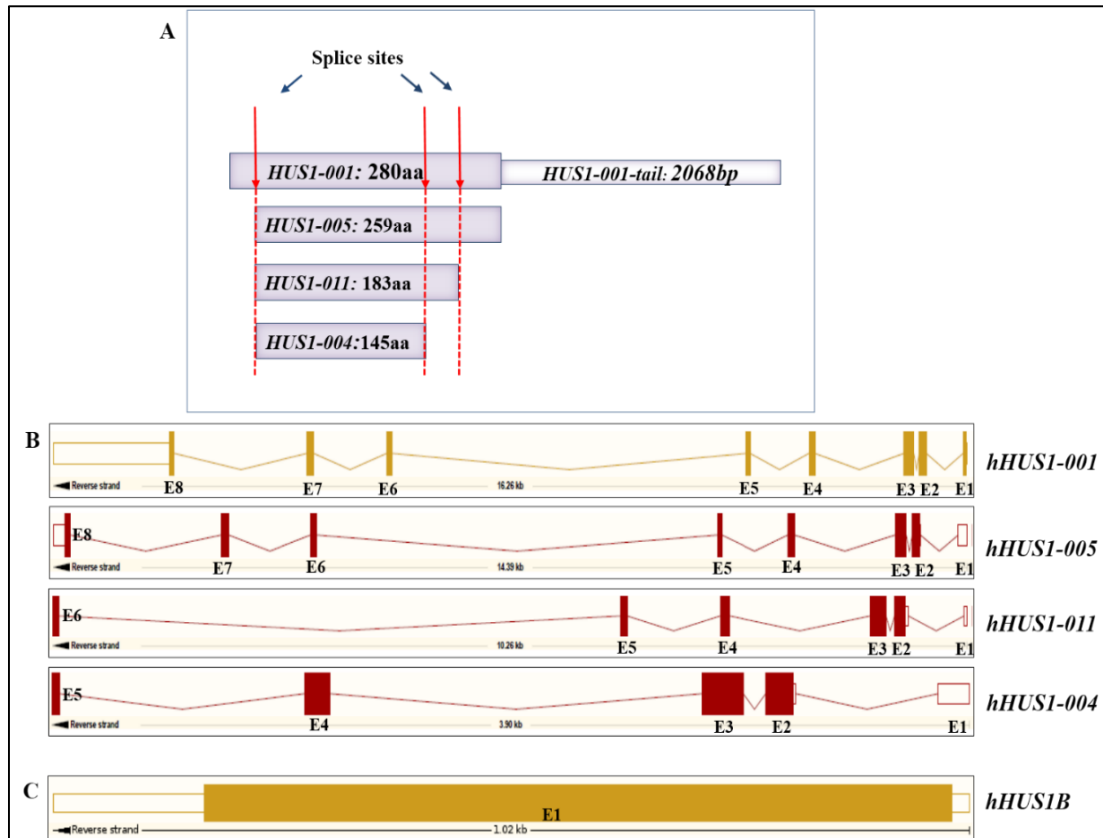 A
Splice sites
HUS1-001: 280aa
HUS1-001-tail: 2068bp
HUS1-005: 259aa
HUS1-011: 183aa
HUS1-004:145aa
B
hHUS1-001
Reverse strand
16.26 kb
E8 E7 E6 E5 E4 E3 E2 E1
hHUS1-005
E8
Reverse strand
14.39 kb
E7 E6 E5 E4 E3 E2 E1
hHUS1-011
E6
Reverse strand
10.26 kb
E5 E4 E3 E2 E1
hHUS1-004
E5
Reverse strand
3.90 kb
E4 E3 E2 E1
C
hHUS1B
E1
Reverse strand
1.02 kb